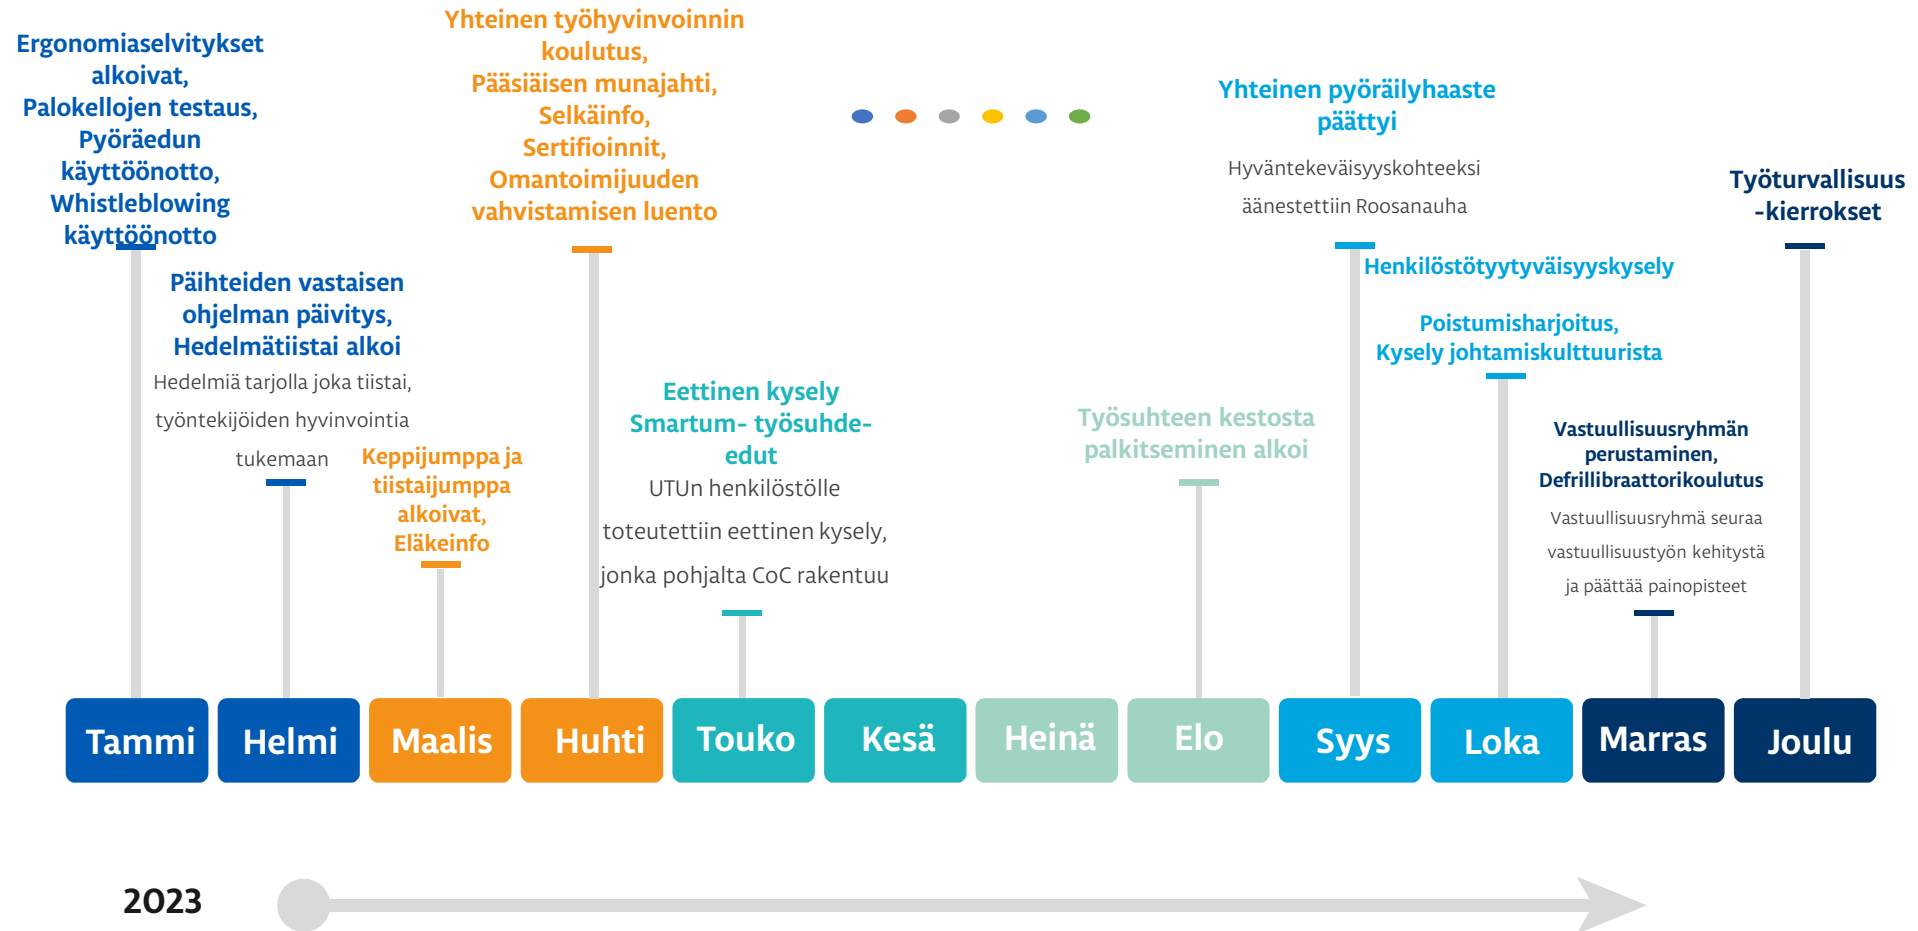 Ergonomiaselvitykset
alkoivat,
Palokellojen testaus,
Pyöräedun
käyttöönotto,
Whistleblowing
käyttöönotto
Päihteiden vastaisen
ohjelman päivitys,
Hedelmätiistai alkoi
Hedelmiä tarjolla joka tiistai,
työntekijöiden hyvinvointia
tukemaan
Keppijumppa ja
tiistaijumppa
alkoivat,
Eläkeinfo
Yhteinen työhyvinvoinnin
koulutus,
Pääsiäisen munajahti,
Selkäinfo,
Sertifioinnit,
Omantoimijuuden
vahvistamisen luento
Eettinen kysely
Smartum- työsuhde-
edut
UTUn henkilöstölle
toteutettiin eettinen kysely,
jonka pohjalta CoC rakentuu
Työsuhteen kestosta
palkitseminen alkoi
Yhteinen pyöräilyhaaste
päättyi
Hyväntekeväisyyskohteeksi
äänestettiin Roosanauha
Henkilöstötyytyväisyyskysely
Poistumisharjoitus,
Kysely johtamiskulttuurista
Vastuullisuusryhmän
perustaminen,
Defrillibraattorikoulutus
Vastuullisuusryhmä seuraa
vastuullisuustyön kehitystä
ja päättää painopisteet
Työturvallisuus
-kierrokset
Tammi
Helmi
Maalis
Huhti
Touko
Kesä
Heinä
Elo
Syys
Loka
Marras
Joulu
2023